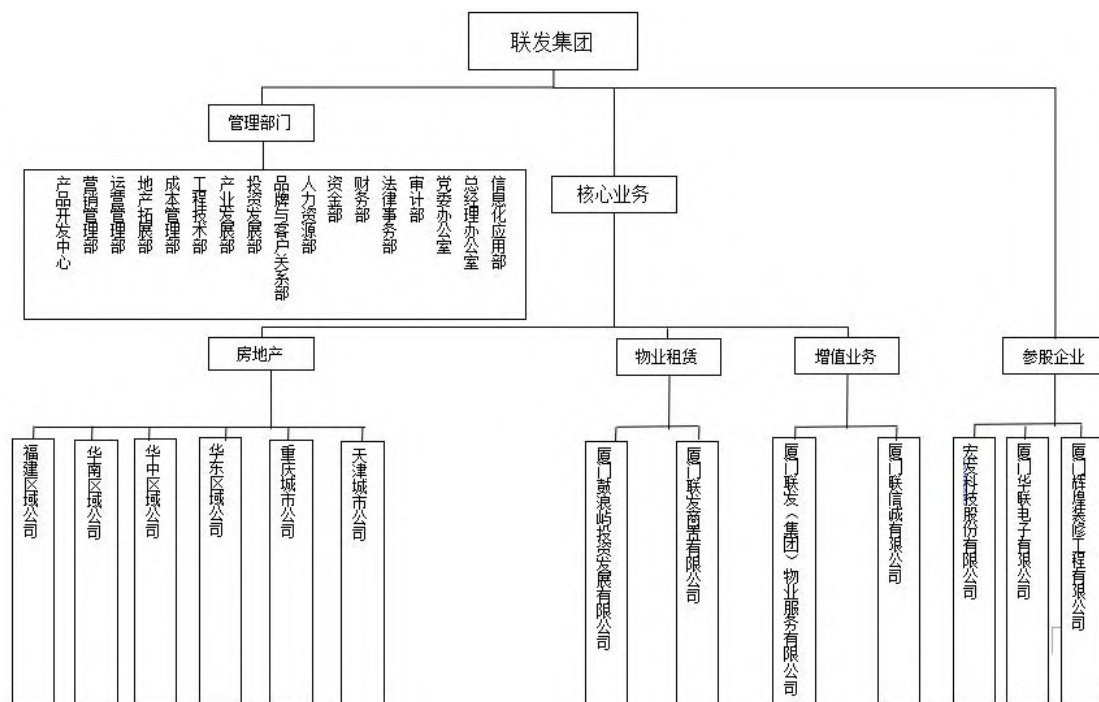 联发集团
管理部门
产品开发中心
营销管理部
运营管理部
地产拓展部
成本管理部
工程技术部
产业发展部
投资发展部
品牌与客户关系部
人力资源部
资金部
财务部
法律事务部
审计部
党委办公室
总经理办公室
信息化应用部
核心业务
房地产
物业租赁
增值业务
参股企业
福建区域公司
华南区域公司
华中区域公司
华东区域公司
重庆城市公司
天津城市公司
厦门鼓浪屿投资发展有限公司
厦门联发商置有限公司
厦门联发（集团）物业服务有限公司
厦门联信诚有限公司
宏发科技股份有限公司
厦门华联电子有限公司
厦门辉煌装修工程有限公司